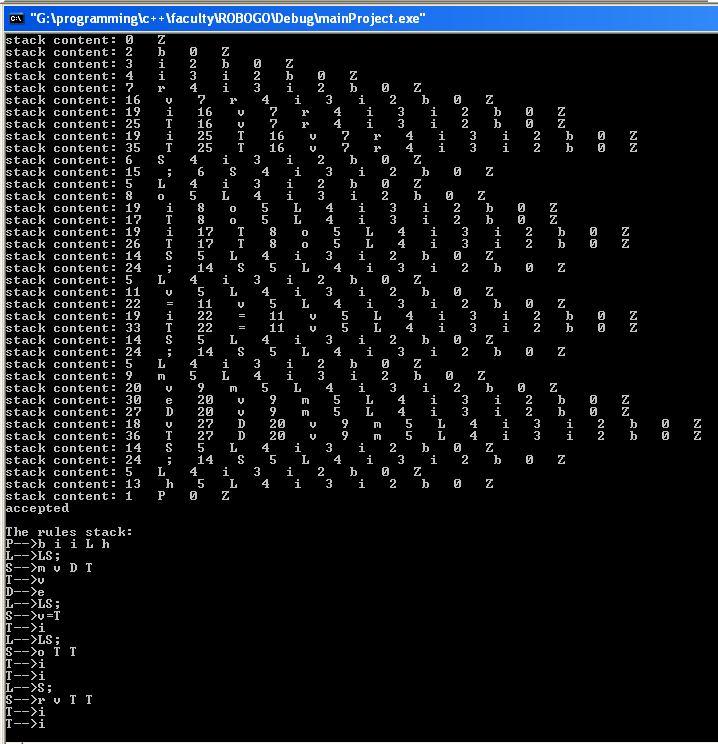 "G:\programming\c++\faculty\ROBOGO\Debug\mainProject.exe"
stack content: 0 Z
stack content: 2 b 0 Z
stack content: 3 i 2 b 0 Z
stack content: 4 i 3 i 2 b 0 Z
stack content: 7 r 4 i 3 i 2 b 0 Z
stack content: 16 v 7 r 4 i 3 i 2 b 0 Z
stack content: 19 i 16 v 7 r 4 i 3 i 2 b 0 Z
stack content: 25 T 16 v 7 r 4 i 3 i 2 b 0 Z
stack content: 19 i 25 T 16 v 7 r 4 i 3 i 2 b 0 Z
stack content: 35 T 25 T 16 v 7 r 4 i 3 i 2 b 0 Z
stack content: 6 S 4 i 3 i 2 b 0 Z
stack content: 15 ; 6 S 4 i 3 i 2 b 0 Z
stack content: 5 L 4 i 3 i 2 b 0 Z
stack content: 8 o 5 L 4 i 3 i 2 b 0 Z
stack content: 19 i 8 o 5 L 4 i 3 i 2 b 0 Z
stack content: 17 T 8 o 5 L 4 i 3 i 2 b 0 Z
stack content: 19 i 17 T 8 o 5 L 4 i 3 i 2 b 0 Z
stack content: 26 T 17 T 8 o 5 L 4 i 3 i 2 b 0 Z
stack content: 14 S 5 L 4 i 3 i 2 b 0 Z
stack content: 24 ; 14 S 5 L 4 i 3 i 2 b 0 Z
stack content: 5 L 4 i 3 i 2 b 0 Z
stack content: 11 v 5 L 4 i 3 i 2 b 0 Z
stack content: 22 = 11 v 5 L 4 i 3 i 2 b 0 Z
stack content: 19 i 22 = 11 v 5 L 4 i 3 i 2 b 0 Z
stack content: 33 T 22 = 11 v 5 L 4 i 3 i 2 b 0 Z
stack content: 14 S 5 L 4 i 3 i 2 b 0 Z
stack content: 24 ; 14 S 5 L 4 i 3 i 2 b 0 Z
stack content: 5 L 4 i 3 i 2 b 0 Z
stack content: 9 m 5 L 4 i 3 i 2 b 0 Z
stack content: 20 v 9 m 5 L 4 i 3 i 2 b 0 Z
stack content: 30 e 20 v 9 m 5 L 4 i 3 i 2 b 0 Z
stack content: 27 D 20 v 9 m 5 L 4 i 3 i 2 b 0 Z
stack content: 18 v 27 D 20 v 9 m 5 L 4 i 3 i 2 b 0 Z
stack content: 36 T 27 D 20 v 9 m 5 L 4 i 3 i 2 b 0 Z
stack content: 14 S 5 L 4 i 3 i 2 b 0 Z
stack content: 24 ; 14 S 5 L 4 i 3 i 2 b 0 Z
stack content: 5 L 4 i 3 i 2 b 0 Z
stack content: 13 h 5 L 4 i 3 i 2 b 0 Z
stack content: 1 P 0 Z
accepted
The rules stack:
P-->b i i L h
L-->LS;
S-->m v D T
T-->v
D-->e
L-->LS;
S-->v=T
T-->i
L-->LS;
S-->o T T
T-->i
T-->i
L-->S;
S-->r v T T
T-->i
T-->i